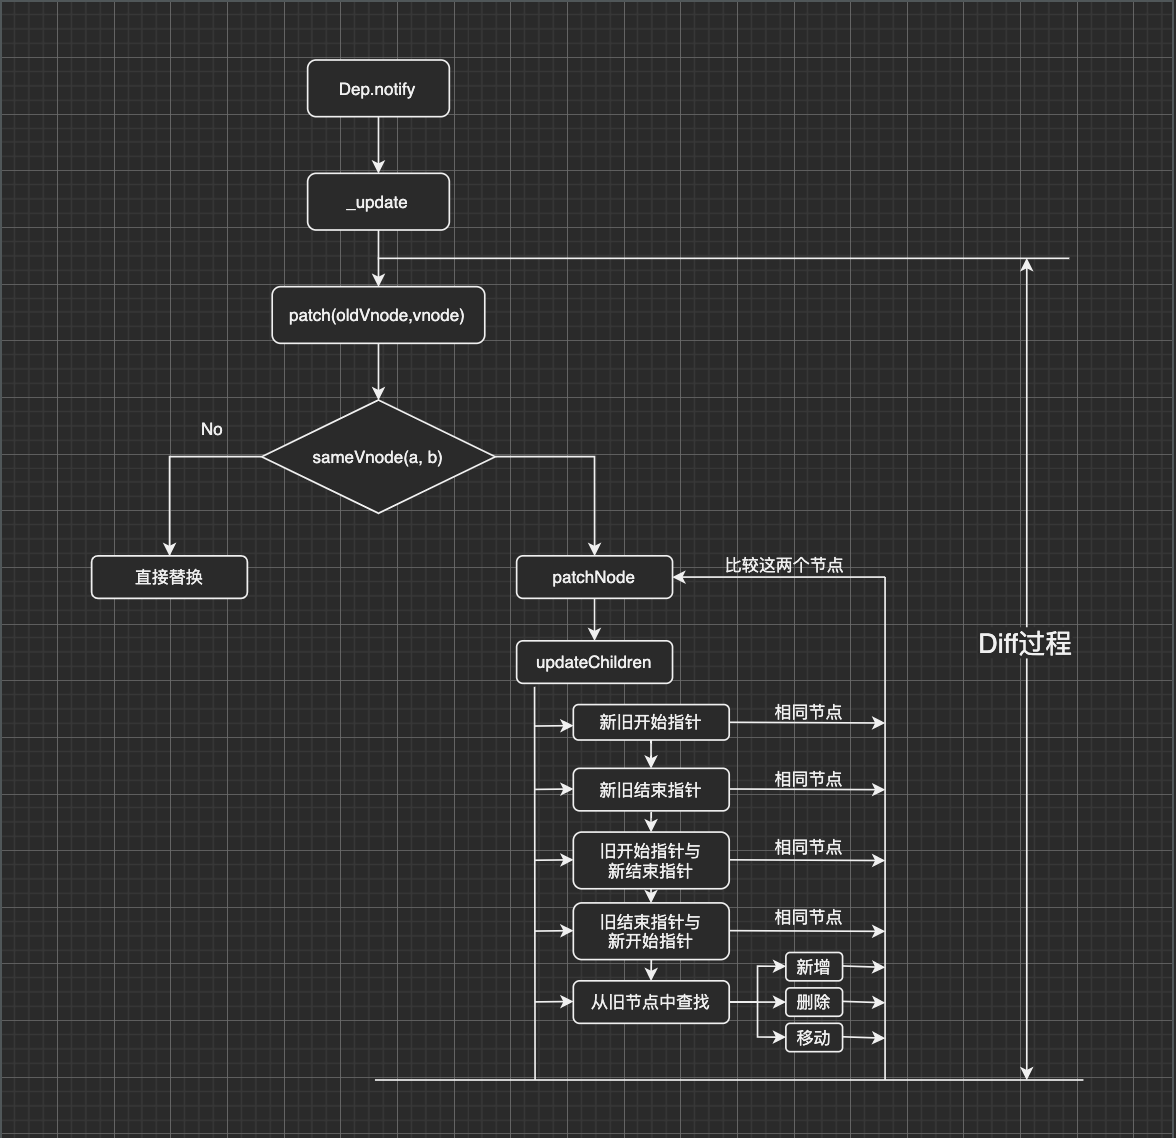 Dep.notify
_update
patch(oldVnode,vnode)
No
sameVnode(a, b)
直接替换
patchNode
比较这两个节点
updateChildren
Diff过程
新旧开始指针
相同节点
新旧结束指针
相同节点
旧开始指针与
新结束指针
相同节点
旧结束指针与
新开始指针
相同节点
从旧节点中查找
新增
删除
移动